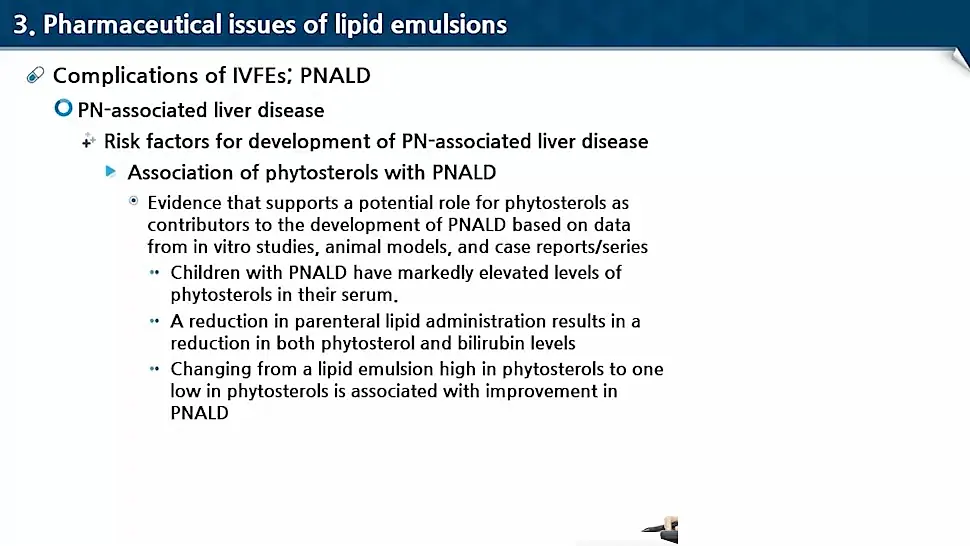 3. Pharmaceutical issues of lipid emulsions
Complications of IVFEs; PNALD
PN-associated liver disease
Risk factors for development of PN-associated liver disease
Association of phytosterols with PNALD
Evidence that supports a potential role for phytosterols as
contributors to the development of PNALD based on data
from in vitro studies, animal models, and case reports/series
Children with PNALD have markedly elevated levels of
phytosterols in their serum.
A reduction in parenteral lipid administration results in a
reduction in both phytosterol and bilirubin levels
Changing from a lipid emulsion high in phytosterols to one
low in phytosterols is associated with improvement in
PNALD